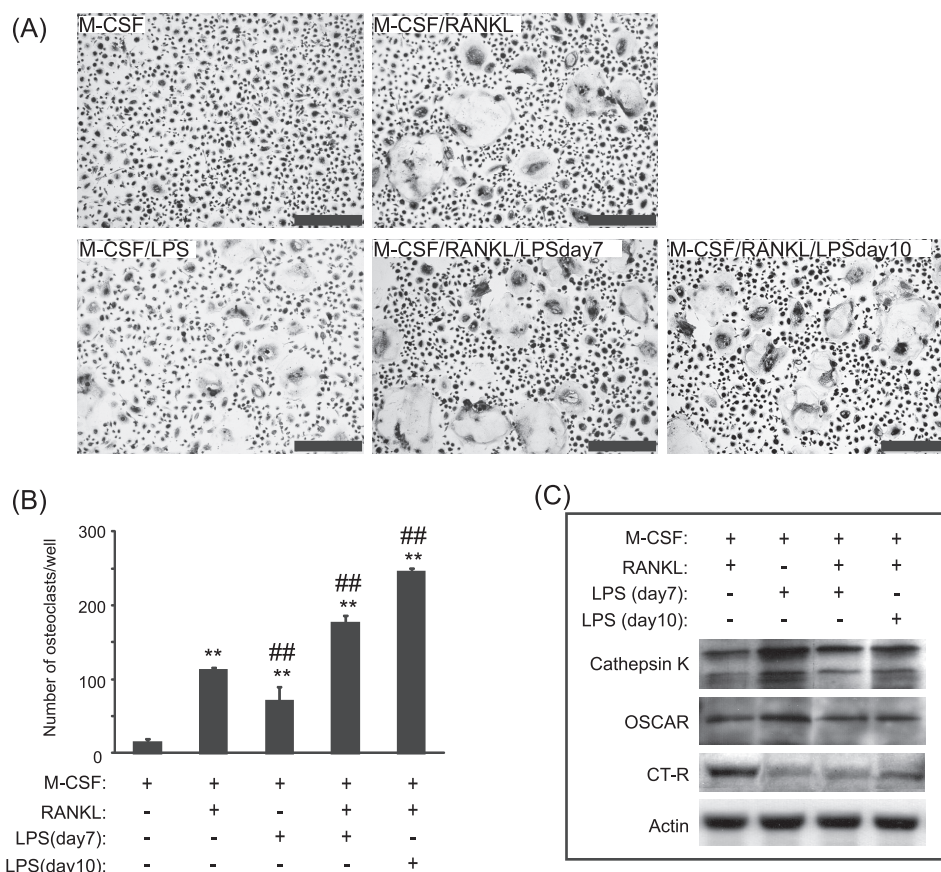 (A)
M-CSF
M-CSF/RANKL
M-CSF/LPS
M-CSF/RANKL/LPSday7
M-CSF/RANKL/LPSday10
(B)
Number of osteoclasts/well
300
200
100
0
**
##
**
##
**
##
**
M-CSF: + + + + +
RANKL: - + - + +
LPS(day7): - - + + -
LPS(day10): - - - - +
(C)
M-CSF: + + + +
RANKL: + - + +
LPS (day7): - + + -
LPS (day10): - - - +
Cathepsin K
OSCAR
CT-R
Actin